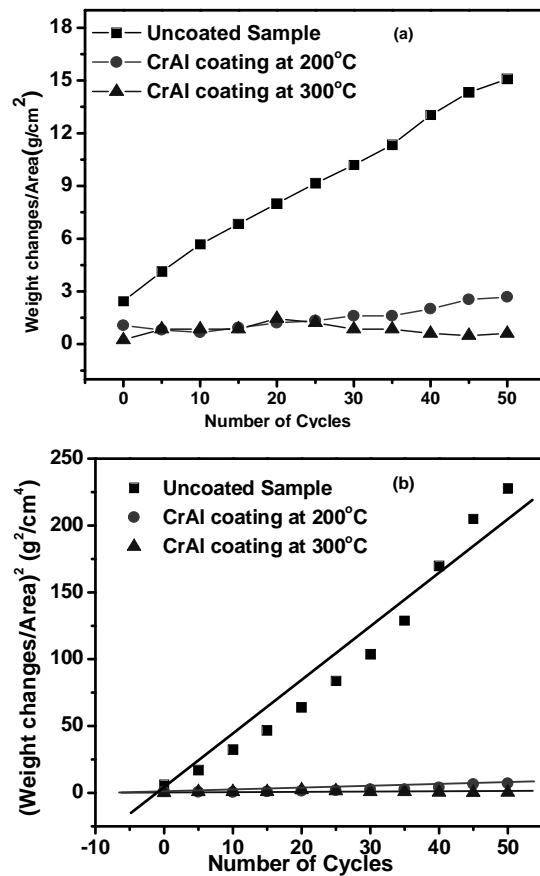 18
15
12
9
6
3
0
Weight changes/Area(g/cm²)
Uncoated Sample
(a)
CrAl coating at 200°C
CrAl coating at 300°C
0 10 20 30 40 50
Number of Cycles
250
200
150
100
50
0
(Weight changes/Area)² (g²/cm⁴)
Uncoated Sample
(b)
CrAl coating at 200°C
CrAl coating at 300°C
-10 0 10 20 30 40 50
Number of Cycles